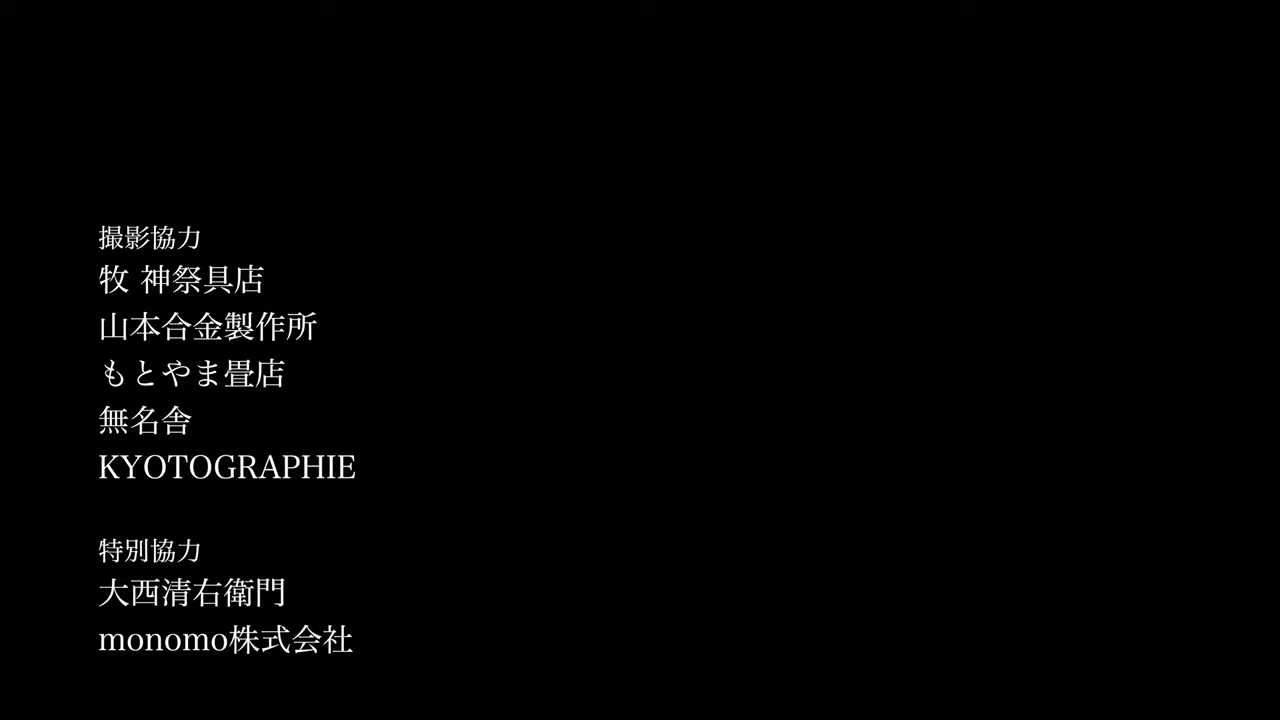 撮影協力
牧 神祭具店
山本合金製作所
もとやま畳店
無名舎
KYOTOGRAPHIE
特別協力
大西清右衛門
monomo株式会社